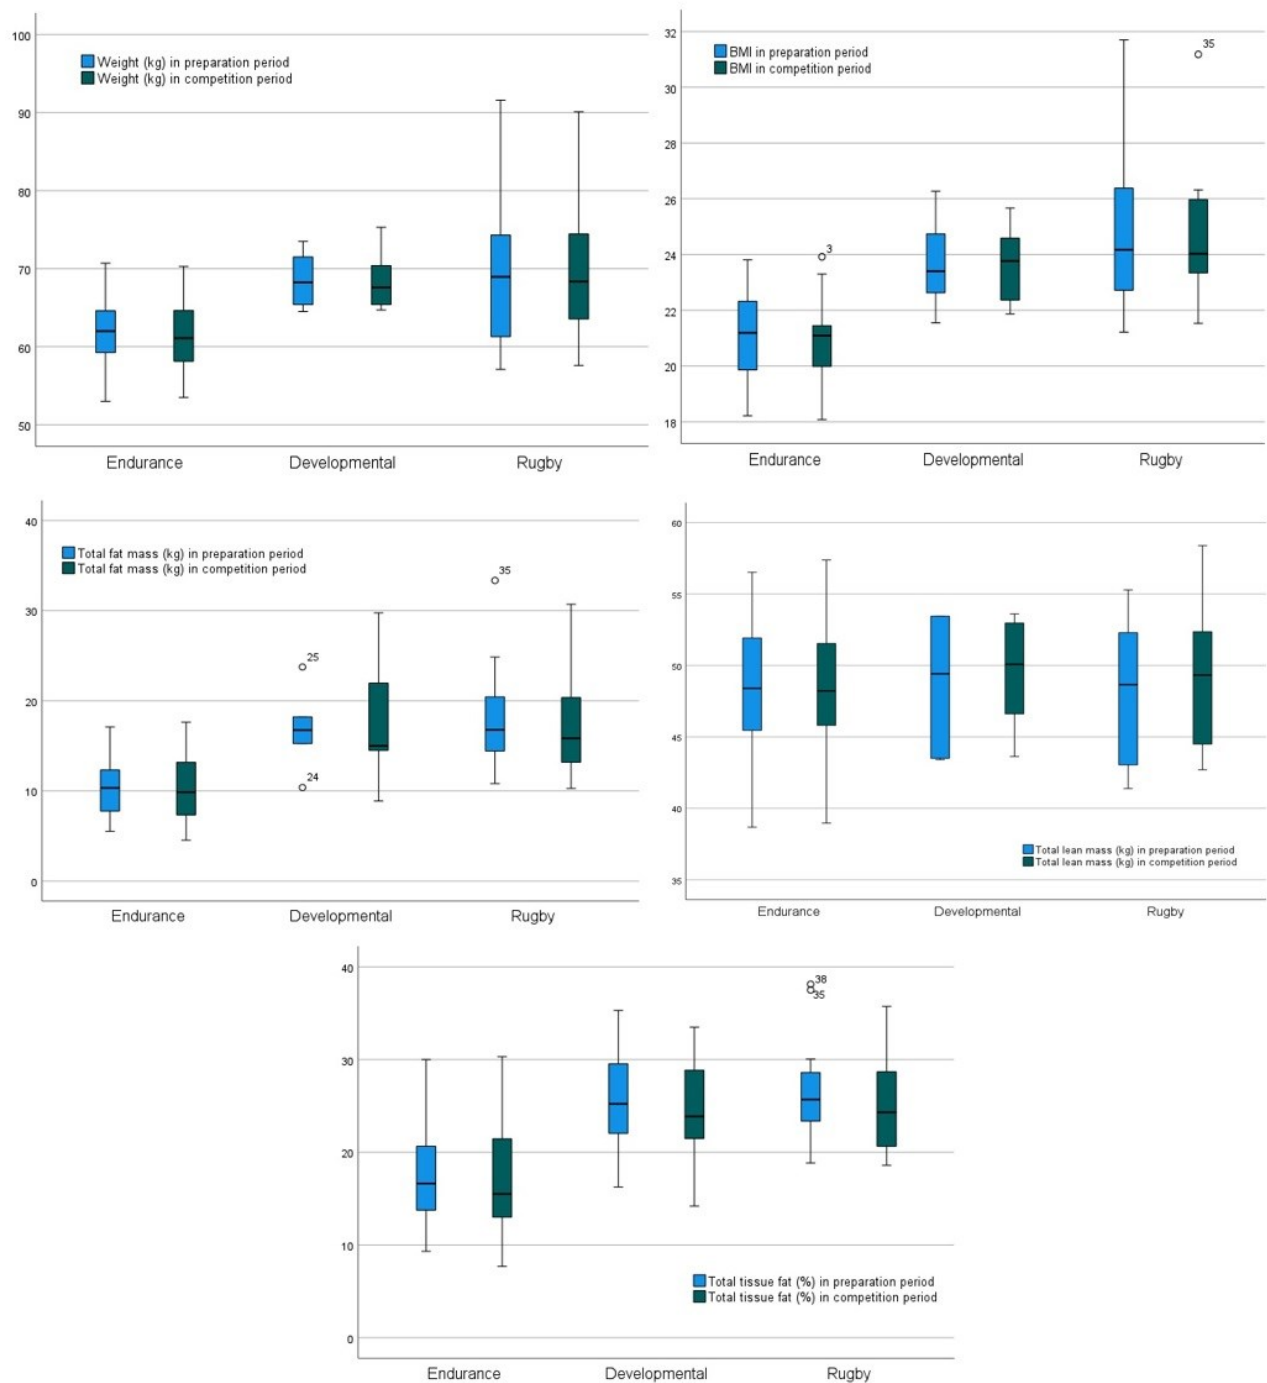 100
90
80
70
60
50
Weight (kg) in preparation period
Weight (kg) in competition period
Endurance Developmental Rugby
32
30
28
26
24
22
20
18
BMI in preparation period
BMI in competition period
3
35
Endurance Developmental Rugby
40
30
20
10
0
Total fat mass (kg) in preparation period
Total fat mass (kg) in competition period
25
24
35
Endurance Developmental Rugby
60
55
50
45
40
35
Total lean mass (kg) in preparation period
Total lean mass (kg) in competition period
Endurance Developmental Rugby
40
30
20
10
0
38
35
Total tissue fat (%) in preparation period
Total tissue fat (%) in competition period
Endurance Developmental Rugby